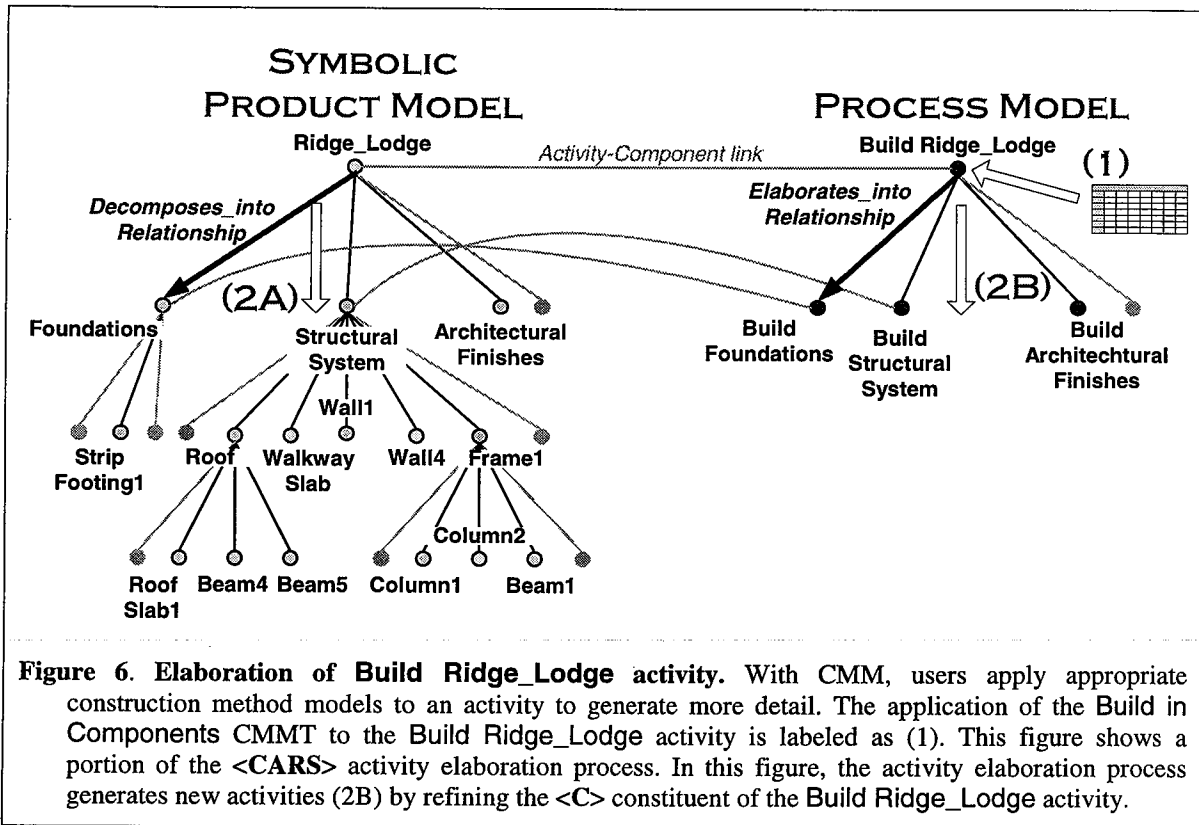 SYMBOLIC
PRODUCT MODEL
PROCESS MODEL
Ridge_Lodge
Activity-Component link
Build Ridge_Lodge
(1)
Decomposes_into
Relationship
Elaborates_into
Relationship
(2A)
(2B)
Foundations
Structural
System
Architectural
Finishes
Build
Foundations
Build
Structural
System
Build
Architechtural
Finishes
Wall1
Strip
Footing1
Roof
Walkway
Slab
Wall4
Frame1
Column2
Roof
Slab1
Beam4
Beam5
Column1
Beam1
Figure 6. Elaboration of Build Ridge_Lodge activity. With CMM, users apply appropriate
construction method models to an activity to generate more detail. The application of the Build in
Components CMMT to the Build Ridge_Lodge activity is labeled as (1). This figure shows a
portion of the <CARS> activity elaboration process. In this figure, the activity elaboration process
generates new activities (2B) by refining the <C> constituent of the Build Ridge_Lodge activity.